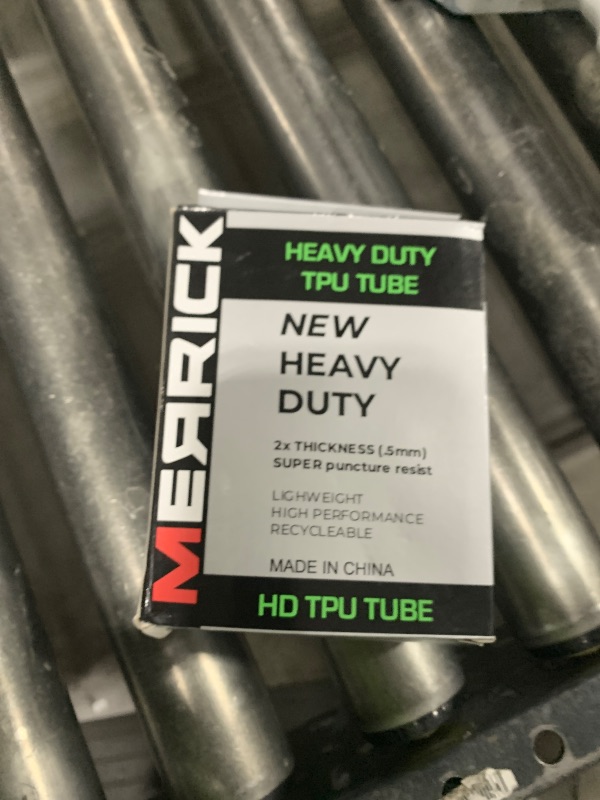 MERRICK
HEAVY DUTY
TPU TUBE
NEW
HEAVY
DUTY
2x THICKNESS (.5mm)
SUPER puncture resist
LIGHWEIGHT
HIGH PERFORMANCE
RECYCLEABLE
MADE IN CHINA
HD TPU TUBE